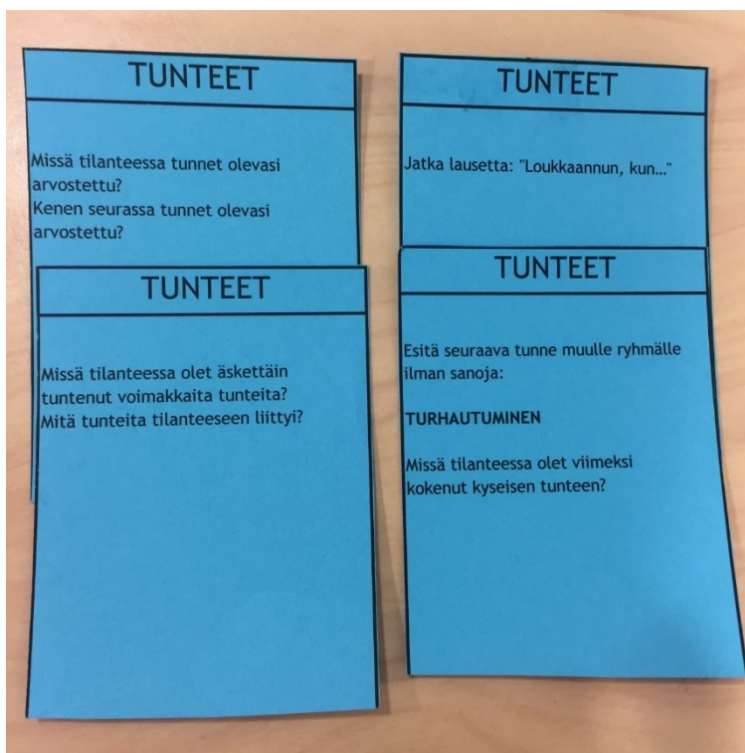 TUNTEET
Missä tilanteessa tunnet olevasi
arvostettu?
Kenen seurassa tunnet olevasi
arvostettu?
TUNTEET
Jatka lausetta: "Loukkaannun, kun..."
TUNTEET
Missä tilanteessa olet äskettäin
tuntenut voimakkaita tunteita?
Mitä tunteita tilanteeseen liittyi?
TUNTEET
Esitä seuraava tunne muulle ryhmälle
ilman sanoja:
TURHAUTUMINEN
Missä tilanteessa olet viimeksi
kokenut kyseisen tunteen?